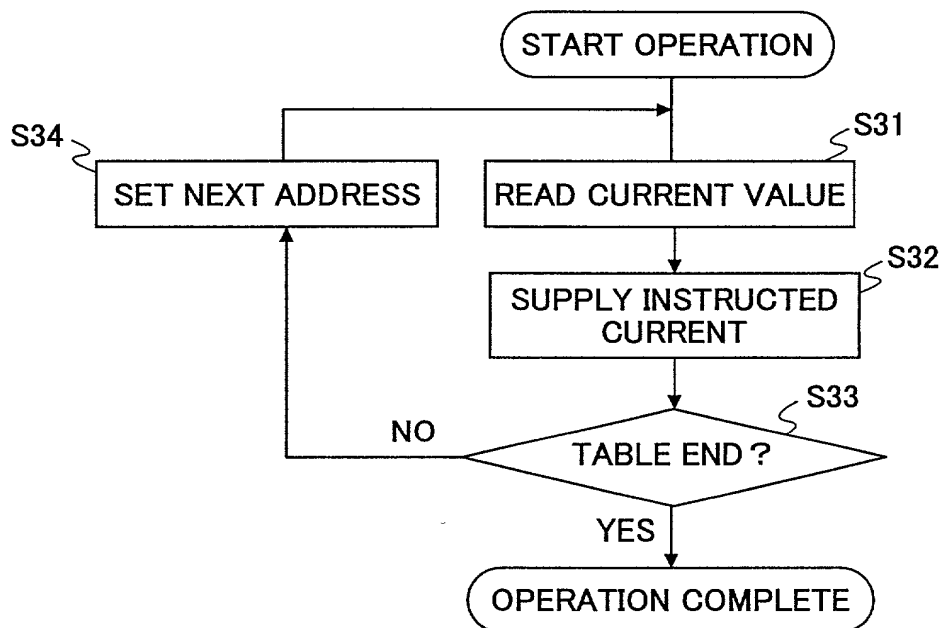 START OPERATION
S34
S31
SET NEXT ADDRESS
READ CURRENT VALUE
S32
SUPPLY INSTRUCTED
CURRENT
S33
NO
TABLE END?
YES
OPERATION COMPLETE